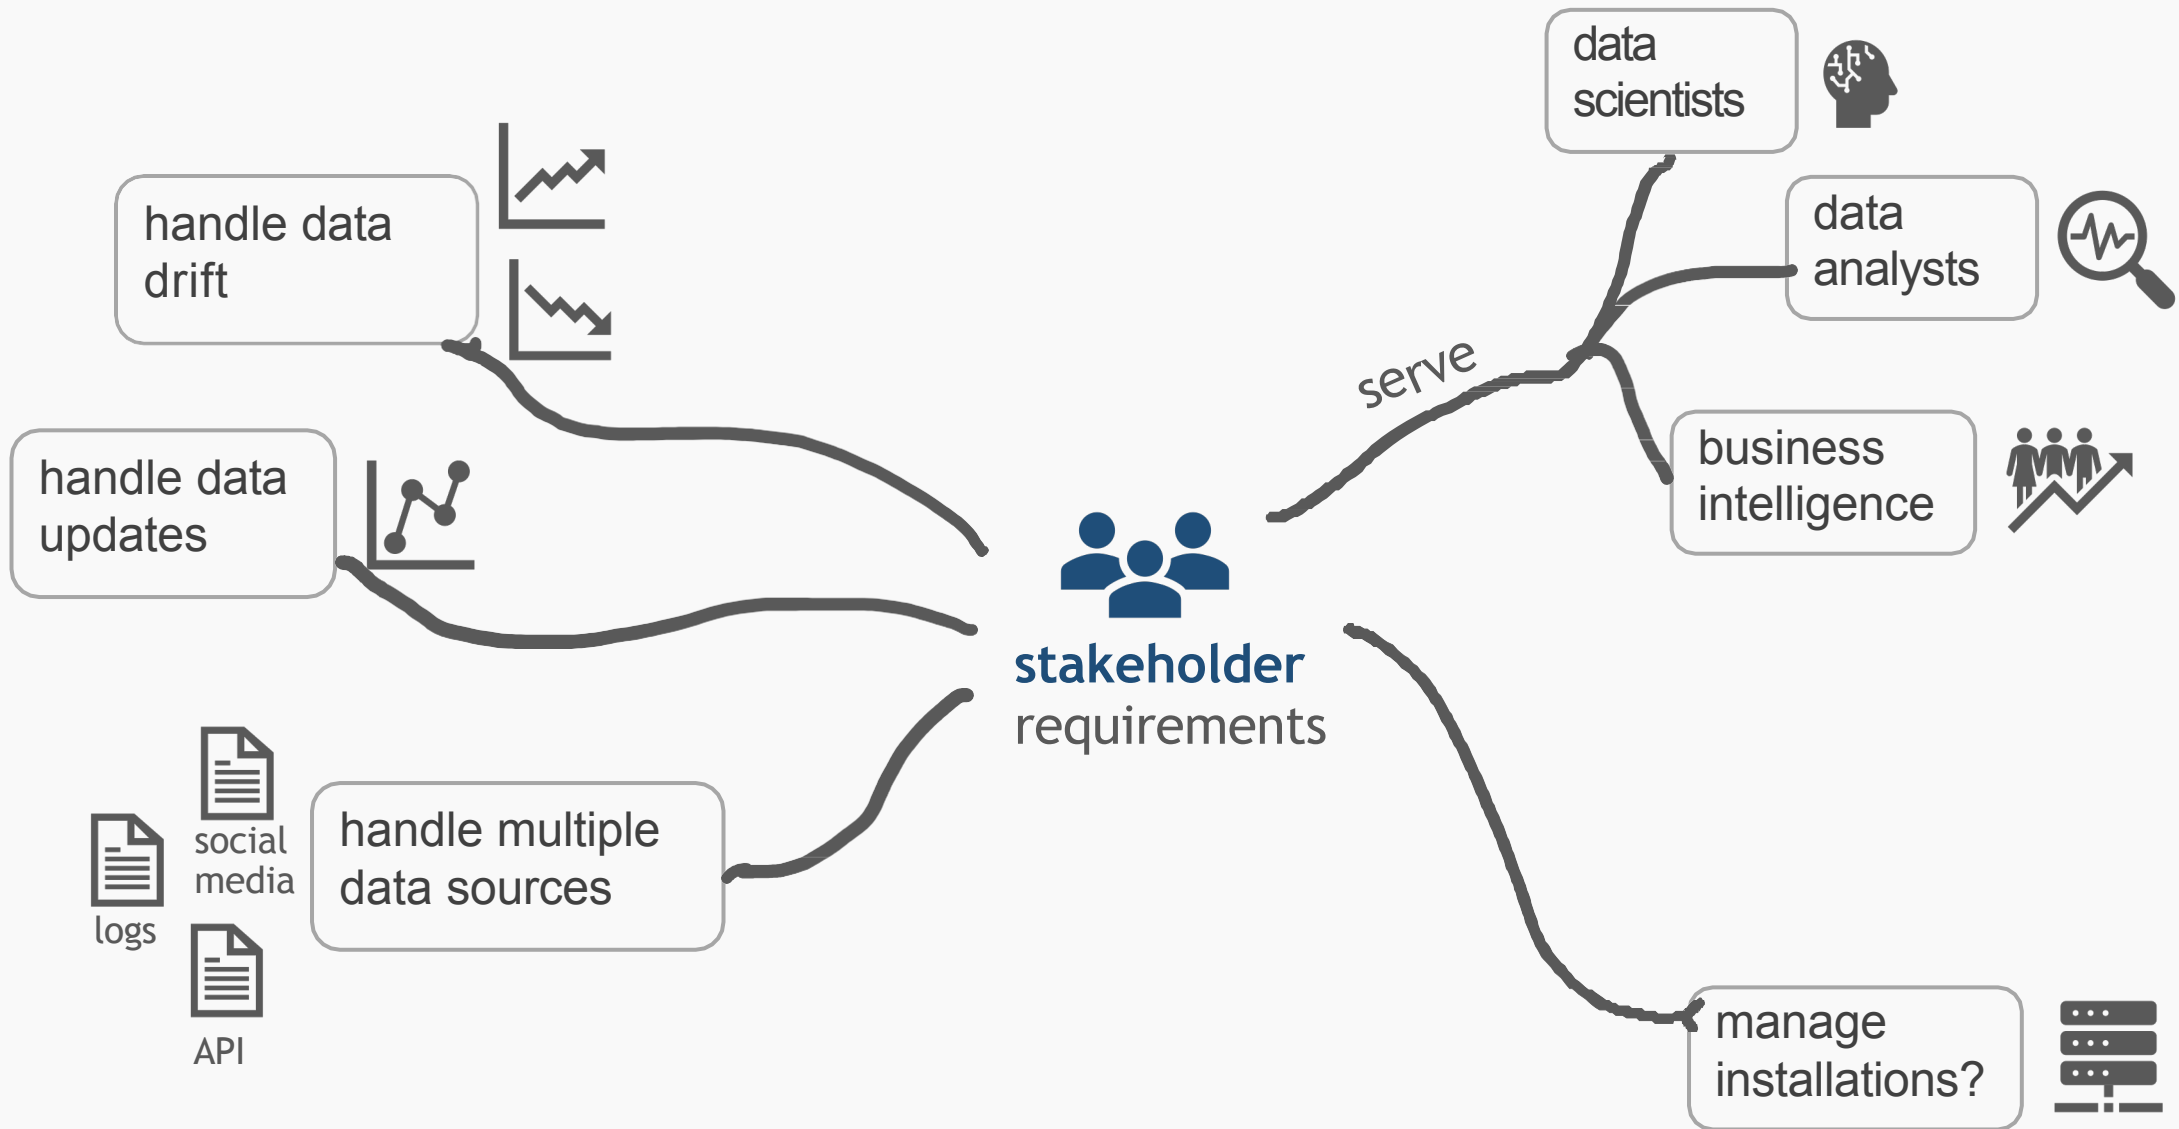 data
scientists
handle data
drift
data
analysts
serve
handle data
updates
business
intelligence
stakeholder
requirements
social
media
logs
API
handle multiple
data sources
manage
installations?